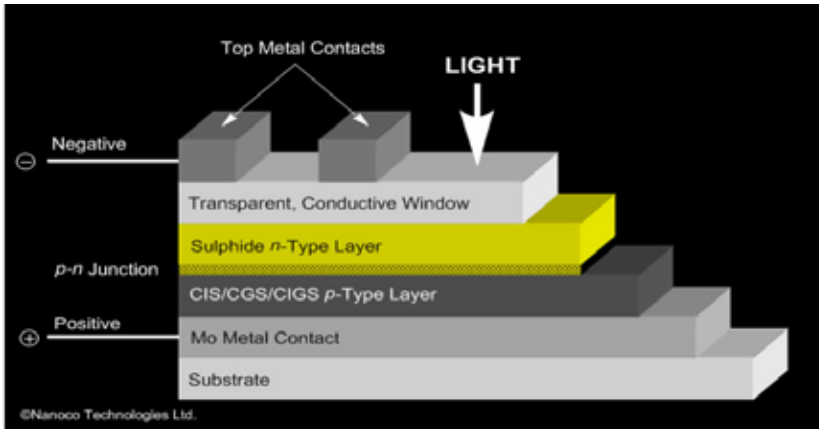 Top Metal Contacts
LIGHT
Negative
Transparent, Conductive Window
Sulphide n-Type Layer
p-n Junction
CIS/CGS/CIGS p-Type Layer
Positive
Mo Metal Contact
Substrate
©Nanoco Technologies Ltd.